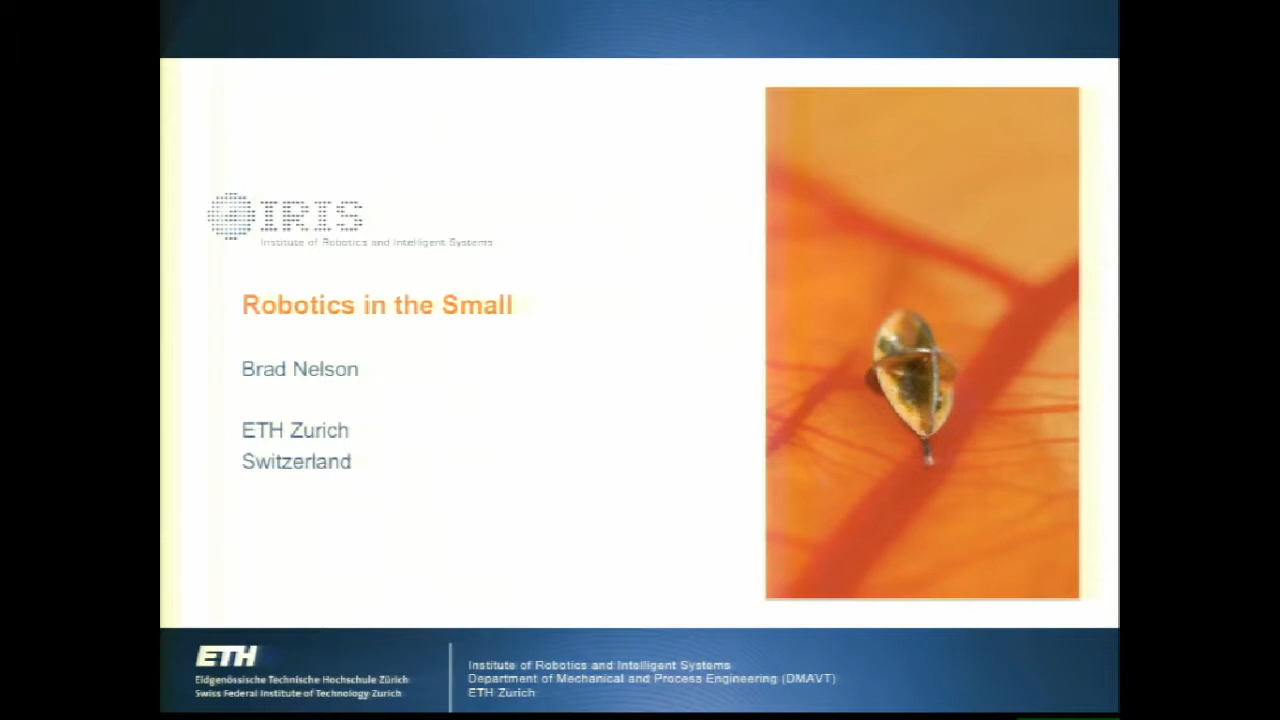 IRIS
Institute of Robotics and Intelligent Systems
Robotics in the Small
Brad Nelson
ETH Zurich
Switzerland
ETH
Eidgenössische Technische Hochschule Zürich
Swiss Federal Institute of Technology Zurich
Institute of Robotics and Intelligent Systems
Department of Mechanical and Process Engineering (DMAVT)
ETH Zurich